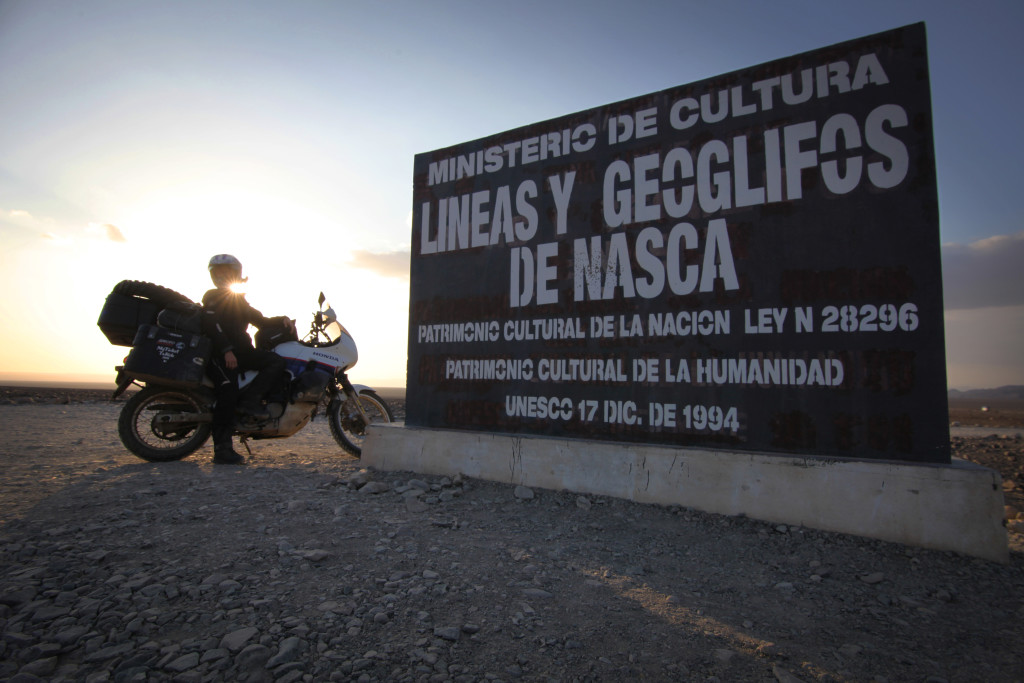 MINISTERIO DE CULTURA
LINEAS Y GEOGLIFOS
DE NASCA
PATRIMONIO CULTURAL DE LA NACION LEY N 28296
PATRIMONIO CULTURAL DE LA HUMANIDAD
UNESCO 17 DIC. DE 1994
HONDA